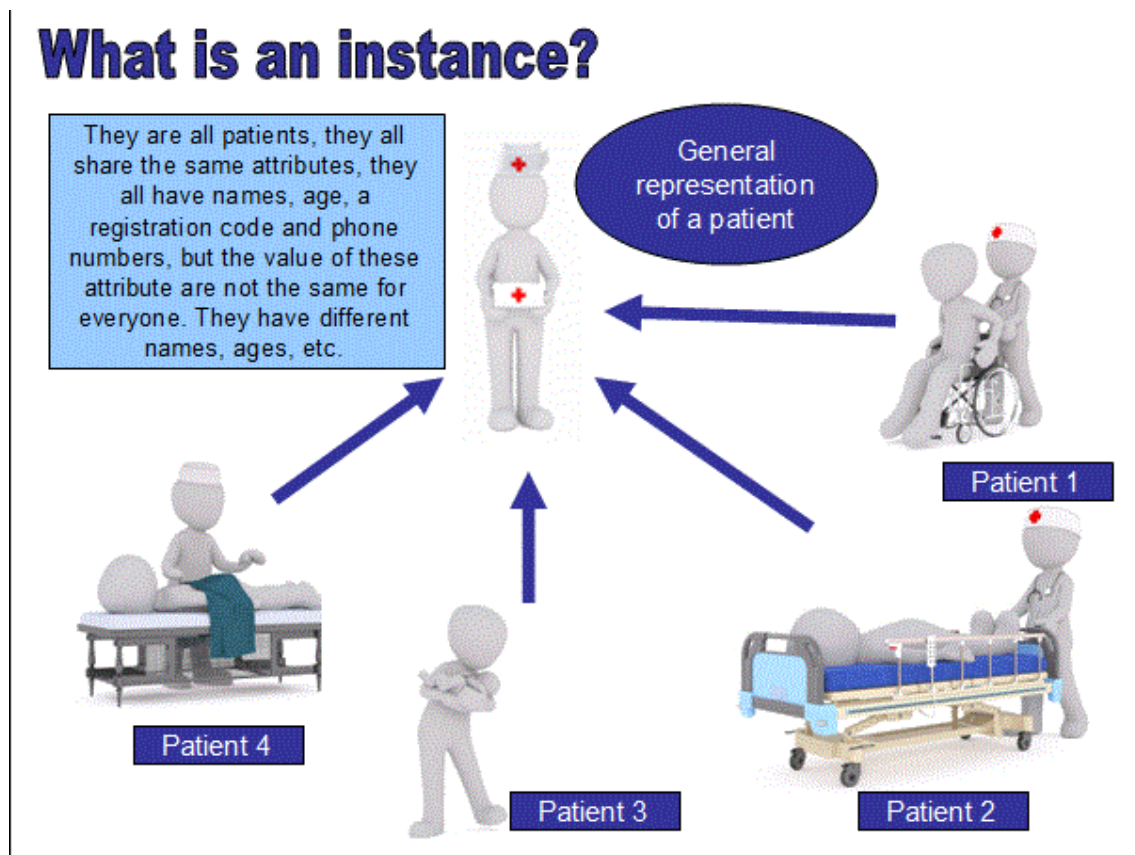 What is an instance?
They are all patients, they all
share the same attributes, they
all have names, age, a
registration code and phone
numbers, but the value of these
attribute are not the same for
everyone. They have different
names, ages, etc.
General
representation
of a patient
Patient 1
Patient 4
Patient 3
Patient 2